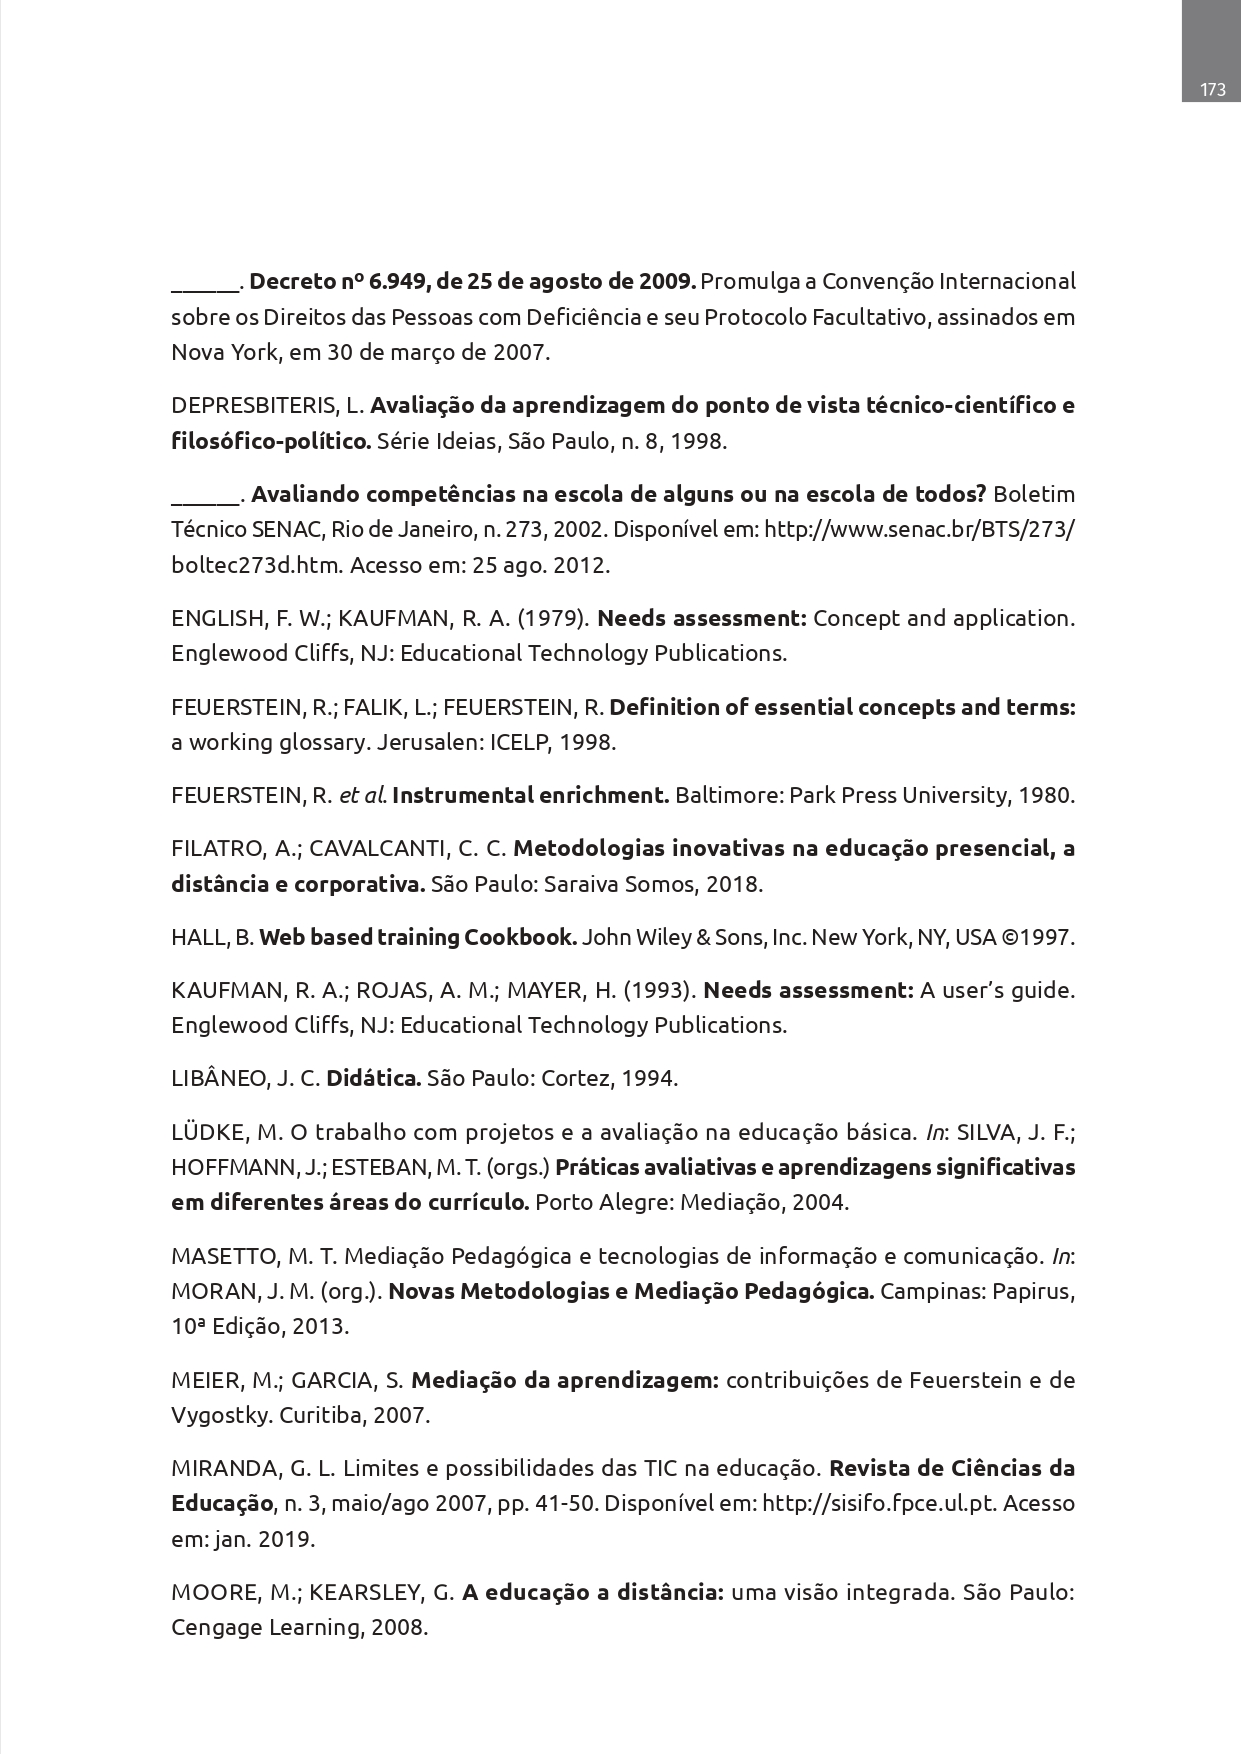 173
______. Decreto nº 6.949, de 25 de agosto de 2009. Promulga a Convenção Internacional
sobre os Direitos das Pessoas com Deficiência e seu Protocolo Facultativo, assinados em
Nova York, em 30 de março de 2007.
DEPRESBITERIS, L. Avaliação da aprendizagem do ponto de vista técnico-científico e
filosófico-político. Série Ideias, São Paulo, n. 8, 1998.
______. Avaliando competências na escola de alguns ou na escola de todos? Boletim
Técnico SENAC, Rio de Janeiro, n. 273, 2002. Disponível em: http://www.senac.br/BTS/273/
boltec273d.htm. Acesso em: 25 ago. 2012.
ENGLISH, F. W.; KAUFMAN, R. A. (1979). Needs assessment: Concept and application.
Englewood Cliffs, NJ: Educational Technology Publications.
FEUERSTEIN, R.; FALIK, L.; FEUERSTEIN, R. Definition of essential concepts and terms:
a working glossary. Jerusalen: ICELP, 1998.
FEUERSTEIN, R. et al. Instrumental enrichment. Baltimore: Park Press University, 1980.
FILATRO, A.; CAVALCANTI, C. C. Metodologias inovativas na educação presencial, a
distância e corporativa. São Paulo: Saraiva Somos, 2018.
HALL, B. Web based training Cookbook. John Wiley & Sons, Inc. New York, NY, USA ©1997.
KAUFMAN, R. A.; ROJAS, A. M.; MAYER, H. (1993). Needs assessment: A user’s guide.
Englewood Cliffs, NJ: Educational Technology Publications.
LIBÂNEO, J. C. Didática. São Paulo: Cortez, 1994.
LÜDKE, M. O trabalho com projetos e a avaliação na educação básica. In: SILVA, J. F.;
HOFFMANN, J.; ESTEBAN, M. T. (orgs.) Práticas avaliativas e aprendizagens significativas
em diferentes áreas do currículo. Porto Alegre: Mediação, 2004.
MASETTO, M. T. Mediação Pedagógica e tecnologias de informação e comunicação. In:
MORAN, J. M. (org.). Novas Metodologias e Mediação Pedagógica. Campinas: Papirus,
10ª Edição, 2013.
MEIER, M.; GARCIA, S. Mediação da aprendizagem: contribuições de Feuerstein e de
Vygostky. Curitiba, 2007.
MIRANDA, G. L. Limites e possibilidades das TIC na educação. Revista de Ciências da
Educação, n. 3, maio/ago 2007, pp. 41-50. Disponível em: http://sisifo.fpce.ul.pt. Acesso
em: jan. 2019.
MOORE, M.; KEARSLEY, G. A educação a distância: uma visão integrada. São Paulo:
Cengage Learning, 2008.